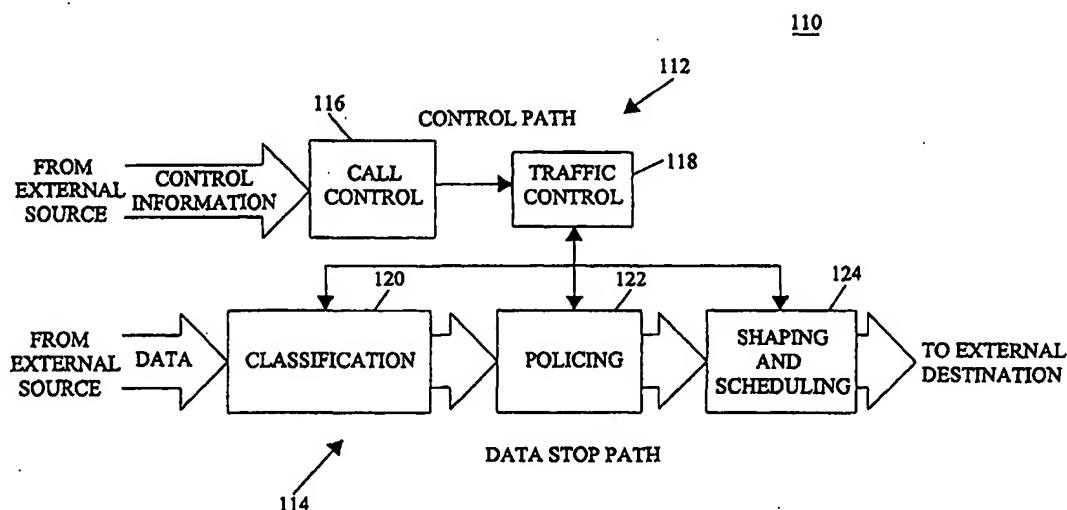 110
112
116
CONTROL PATH
FROM
EXTERNAL
SOURCE
CONTROL
INFORMATION
CALL
CONTROL
TRAFFIC
CONTROL
118
120
122
124
FROM
EXTERNAL
SOURCE
DATA
CLASSIFICATION
POLICING
SHAPING
AND
SCHEDULING
TO EXTERNAL
DESTINATION
DATA STOP PATH
114